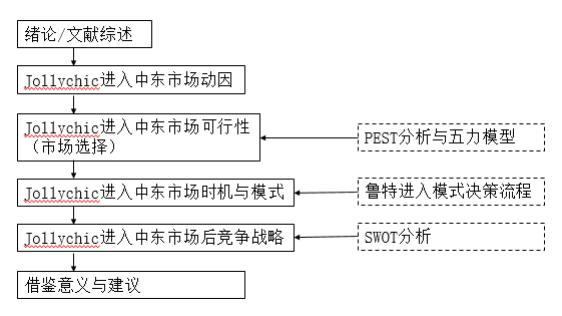 绪论/文献综述
Jollychic进入中东市场动因
Jollychic进入中东市场可行性
（市场选择）
PEST分析与五力模型
Jollychic进入中东市场时机与模式
鲁特进入模式决策流程
Jollychic进入中东市场后竞争战略
SWOT分析
借鉴意义与建议